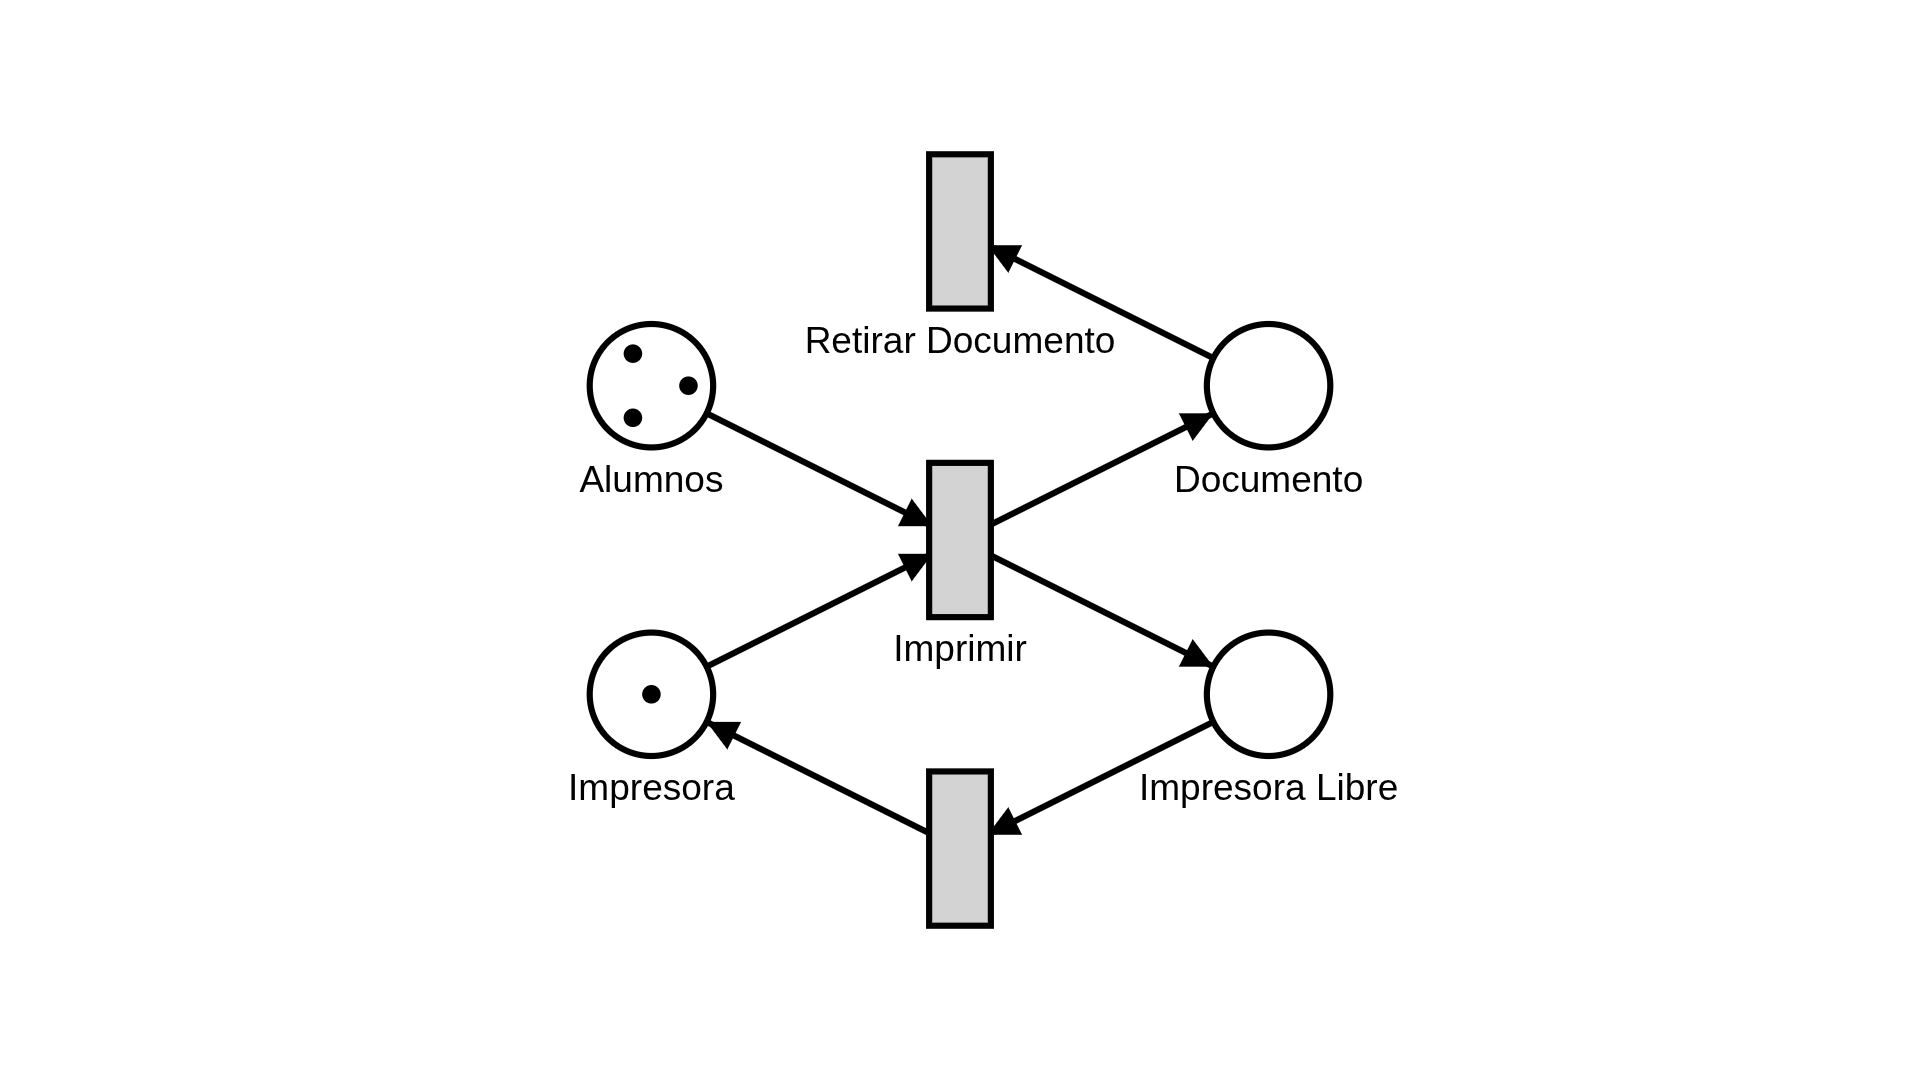 Retirar Documento
Alumnos
Documento
Imprimir
Impresora
Impresora Libre